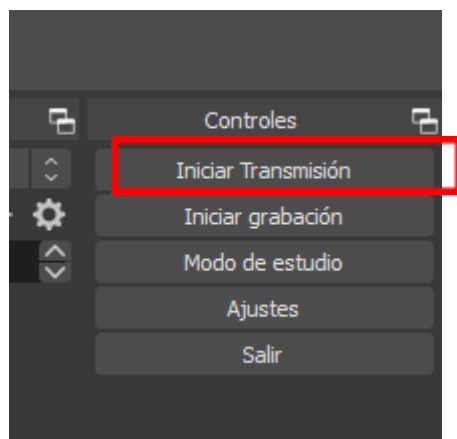 Controles
Iniciar Transmisión
Iniciar grabación
Modo de estudio
Ajustes
Salir